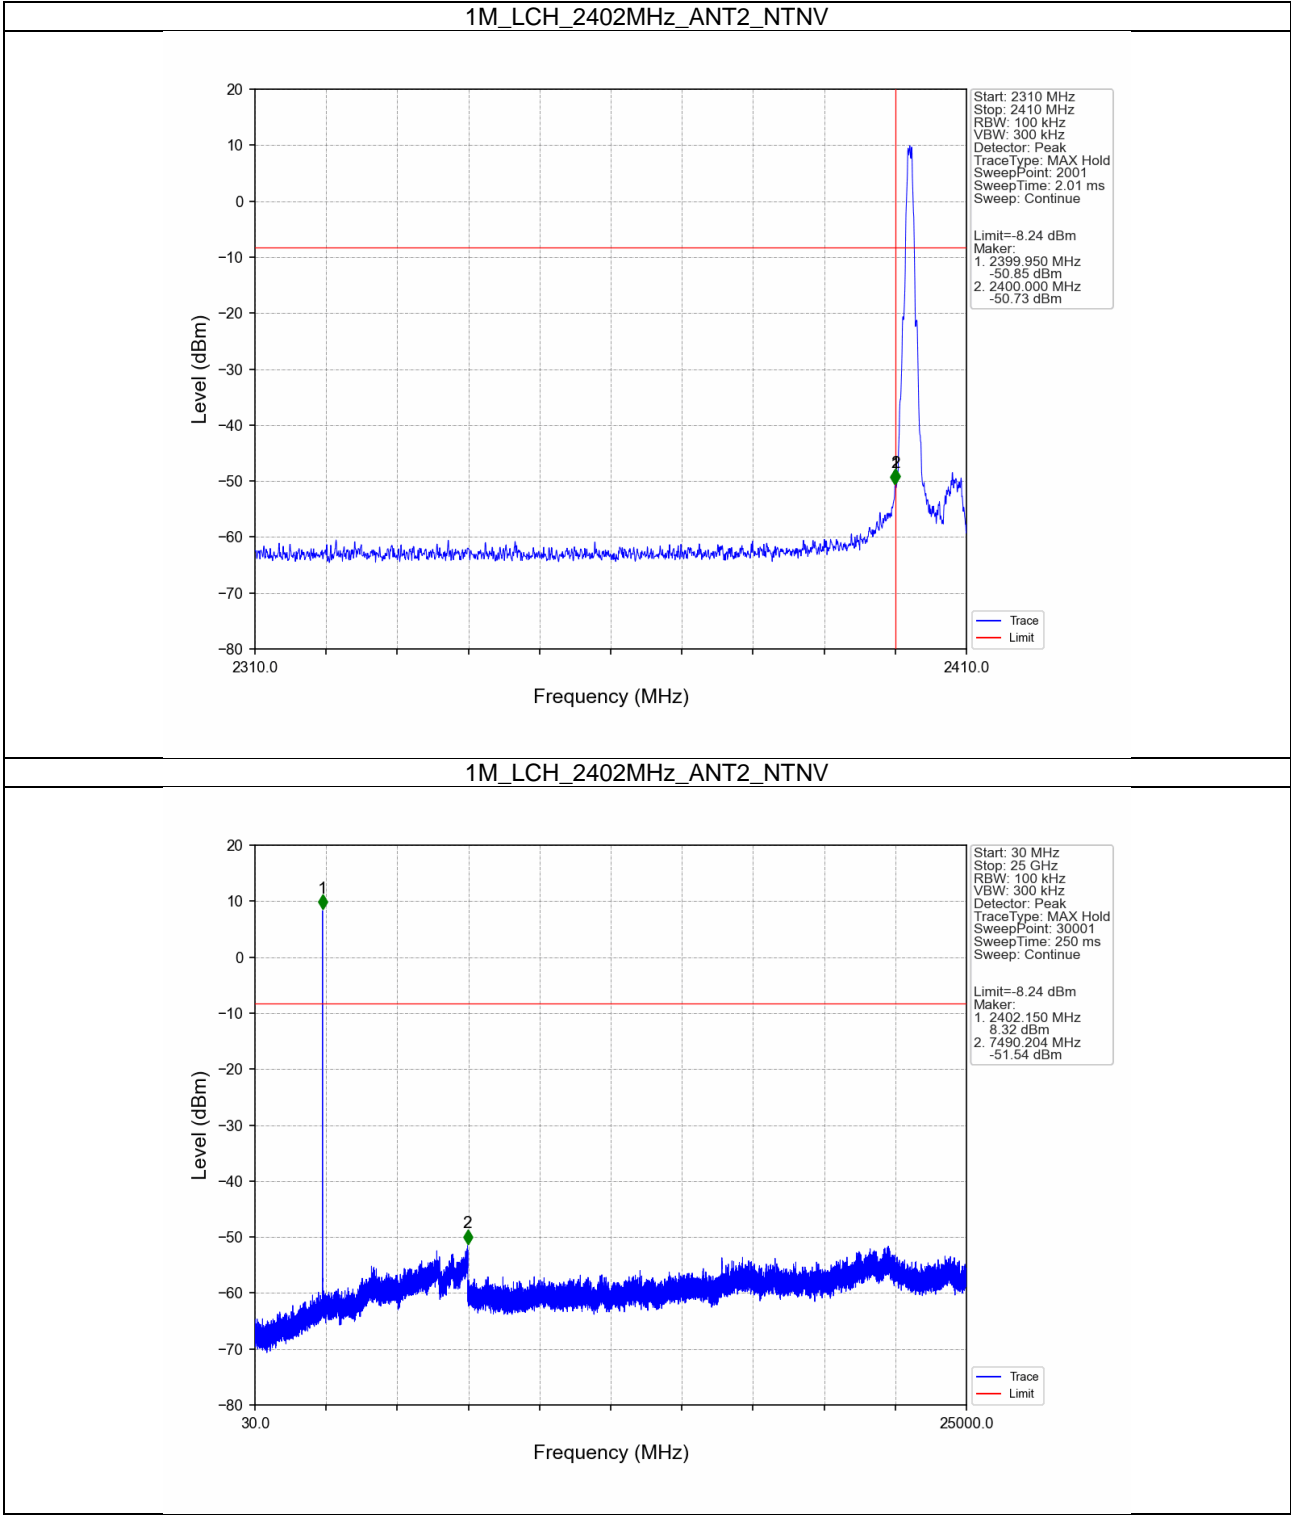 1M_LCH_2402MHz_ANT2_NTNV
20
10
0
−10
−20
−30
−40
−50
−60
−70
−80
Level (dBm)
2310.0
2410.0
Frequency (MHz)
2
Start: 2310 MHz
Stop: 2410 MHz
RBW: 100 kHz
VBW: 300 kHz
Detector: Peak
TraceType: MAX Hold
SweepPoint: 2001
SweepTime: 2.01 ms
Sweep: Continue
Limit=-8.24 dBm
Maker:
1. 2399.950 MHz
-50.85 dBm
2. 2400.000 MHz
-50.73 dBm
Trace
Limit
1M_LCH_2402MHz_ANT2_NTNV
20
10
0
−10
−20
−30
−40
−50
−60
−70
−80
Level (dBm)
30.0
25000.0
Frequency (MHz)
1
2
Start: 30 MHz
Stop: 25 GHz
RBW: 100 kHz
VBW: 300 kHz
Detector: Peak
TraceType: MAX Hold
SweepPoint: 30001
SweepTime: 250 ms
Sweep: Continue
Limit=-8.24 dBm
Maker:
1. 2402.150 MHz
8.32 dBm
2. 7490.204 MHz
-51.54 dBm
Trace
Limit